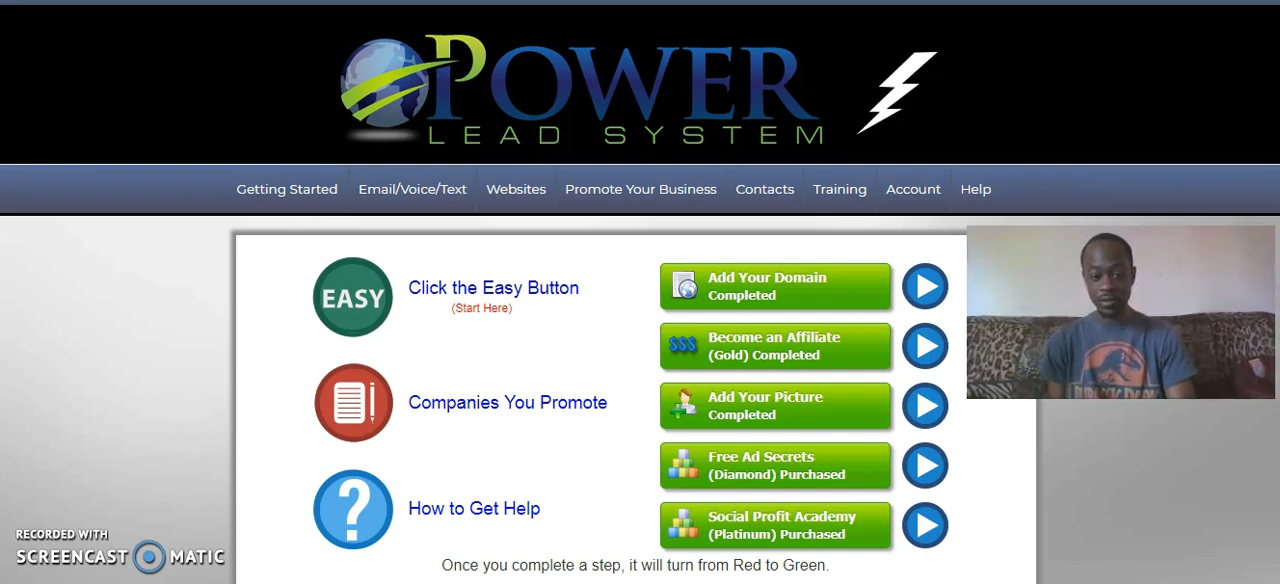 POWER
LEAD SYSTEM
Getting Started
Email/Voice/Text
Websites
Promote Your Business
Contacts
Training
Account
Help
EASY
Click the Easy Button
(Start Here)
Companies You Promote
?
How to Get Help
Add Your Domain
Completed
$$$
Become an Affiliate
(Gold) Completed
Add Your Picture
Completed
Free Ad Secrets
(Diamond) Purchased
Social Profit Academy
(Platinum) Purchased
Once you complete a step, it will turn from Red to Green.
RECORDED WITH
SCREENCAST MATIC